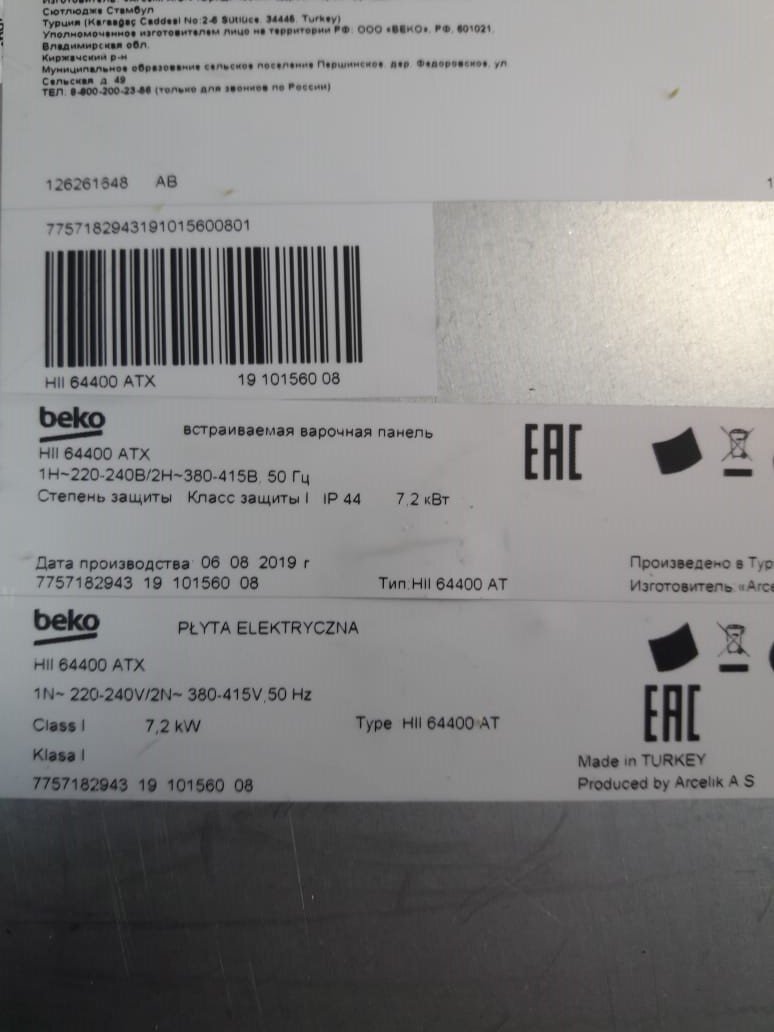 Сютлюдже Стамбул
Турция (Karaagaç Caddesi No:2-6 Sütlüce, 34445, Turkey)
Уполномоченное изготовителем лицо на территории РФ: ООО «ВЕКО», РФ, 601021,
Владимирская обл.
Киржачский р-н
Муниципальное образование сельское поселение Першинское, дер. Федоровское, ул
Сельская д. 49
ТЕЛ: 8-800-200-23-56 (только для звонков по России)
126261648 AB
7757182943191015600801
HII 64400 ATX 19 101560 08
beko
встраиваемая варочная панель
EAC
HII 64400 ATX
1Н~220-240В/2Н~380-415В, 50 Гц
Степень защиты Класс защиты I IP 44 7,2 кВт
Дата производства: 06 08 2019 г
Произведено в Тур
7757182943 19 101560 08 Тип:HII 64400 AT
Изготовитель: «Arce
beko
PŁYTA ELEKTRYCZNA
HII 64400 ATX
1N~ 220-240V/2N~ 380-415V,50 Hz
EAC
Class I 7,2 kW Type HII 64400 AT
Klasa I
Made in TURKEY
7757182943 19 101560 08
Produced by Arcelik A S